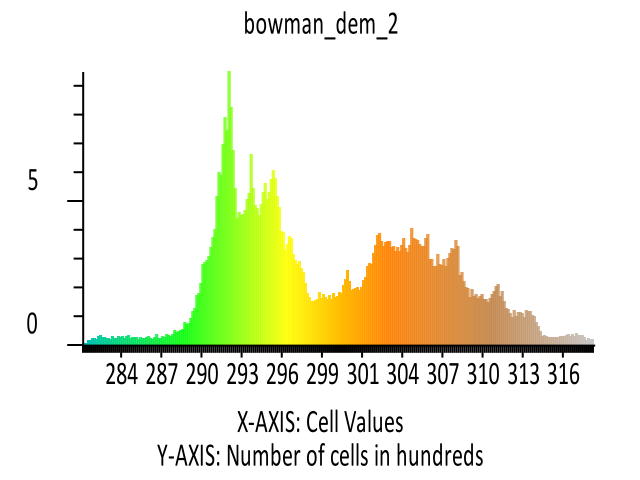 bowman_dem_2
5
0
284 287 290 293 296 299 301 304 307 310 313 316
X-AXIS: Cell Values
Y-AXIS: Number of cells in hundreds